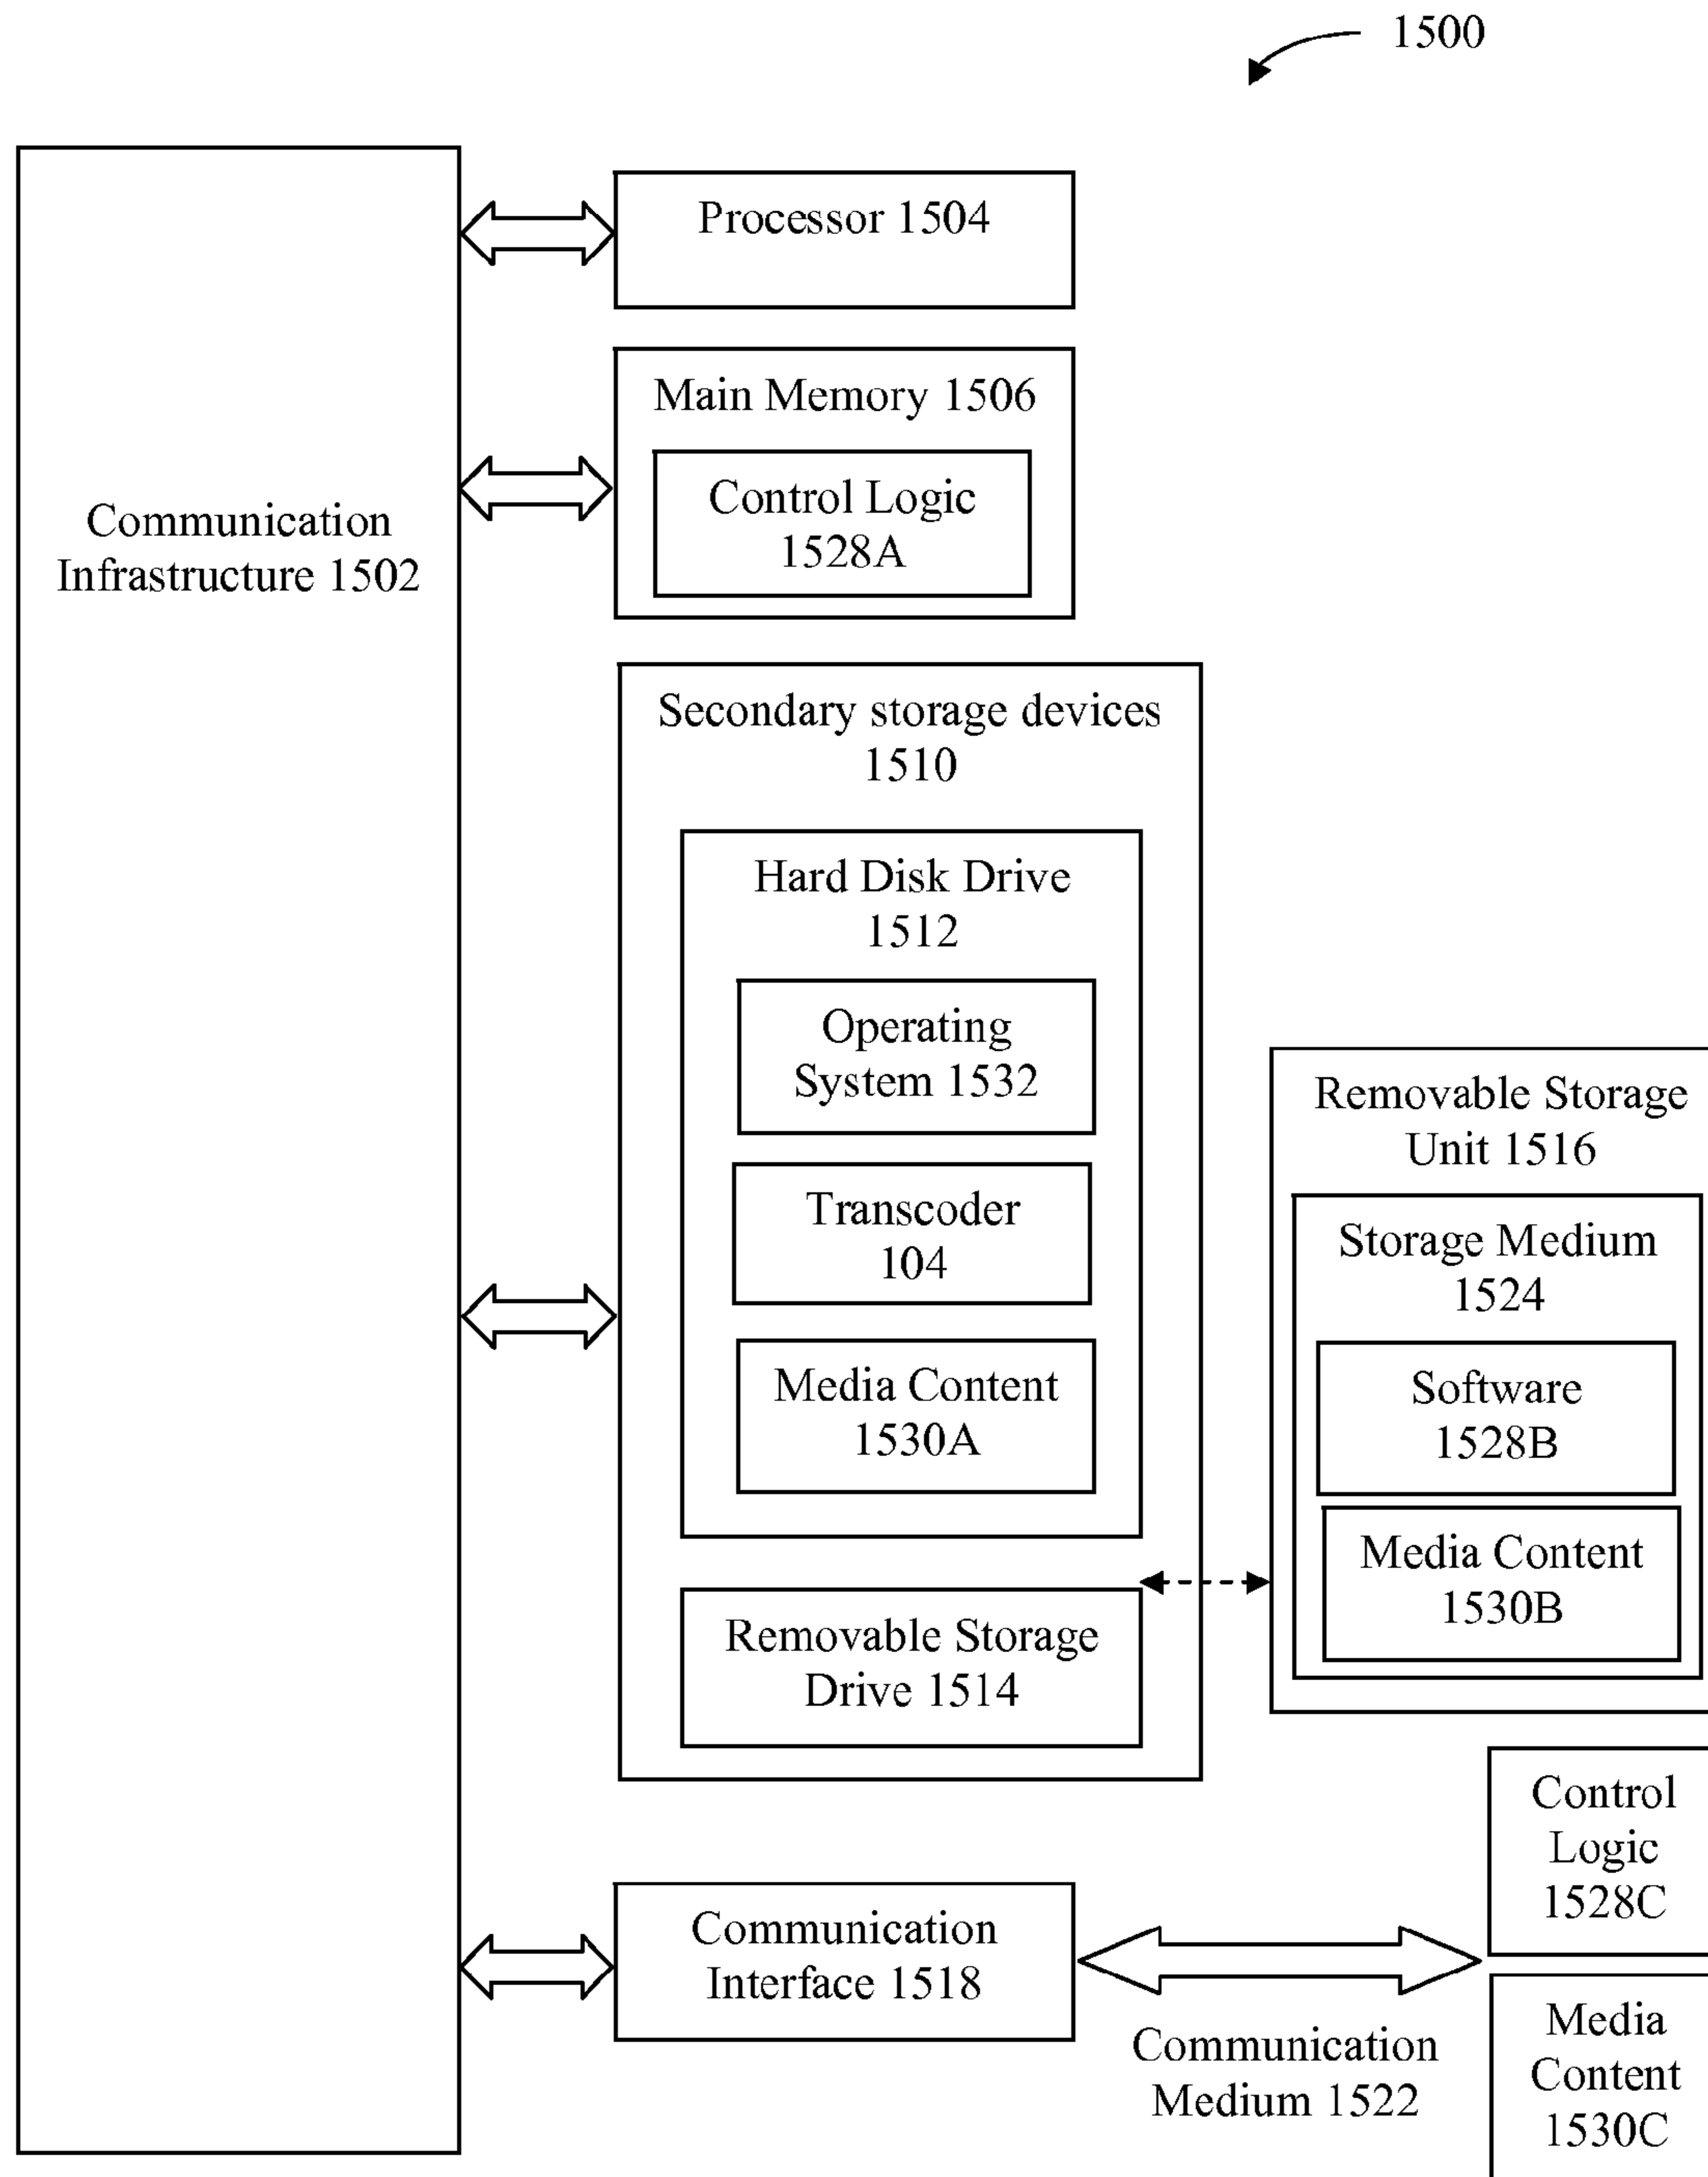 1500
Communication
Infrastructure 1502
Processor 1504
Main Memory 1506
Control Logic
1528A
Secondary storage devices
1510
Hard Disk Drive
1512
Operating
System 1532
Transcoder
104
Media Content
1530A
Removable Storage
Drive 1514
Removable Storage
Unit 1516
Storage Medium
1524
Software
1528B
Media Content
1530B
Communication
Interface 1518
Communication
Medium 1522
Control
Logic
1528C
Media
Content
1530C